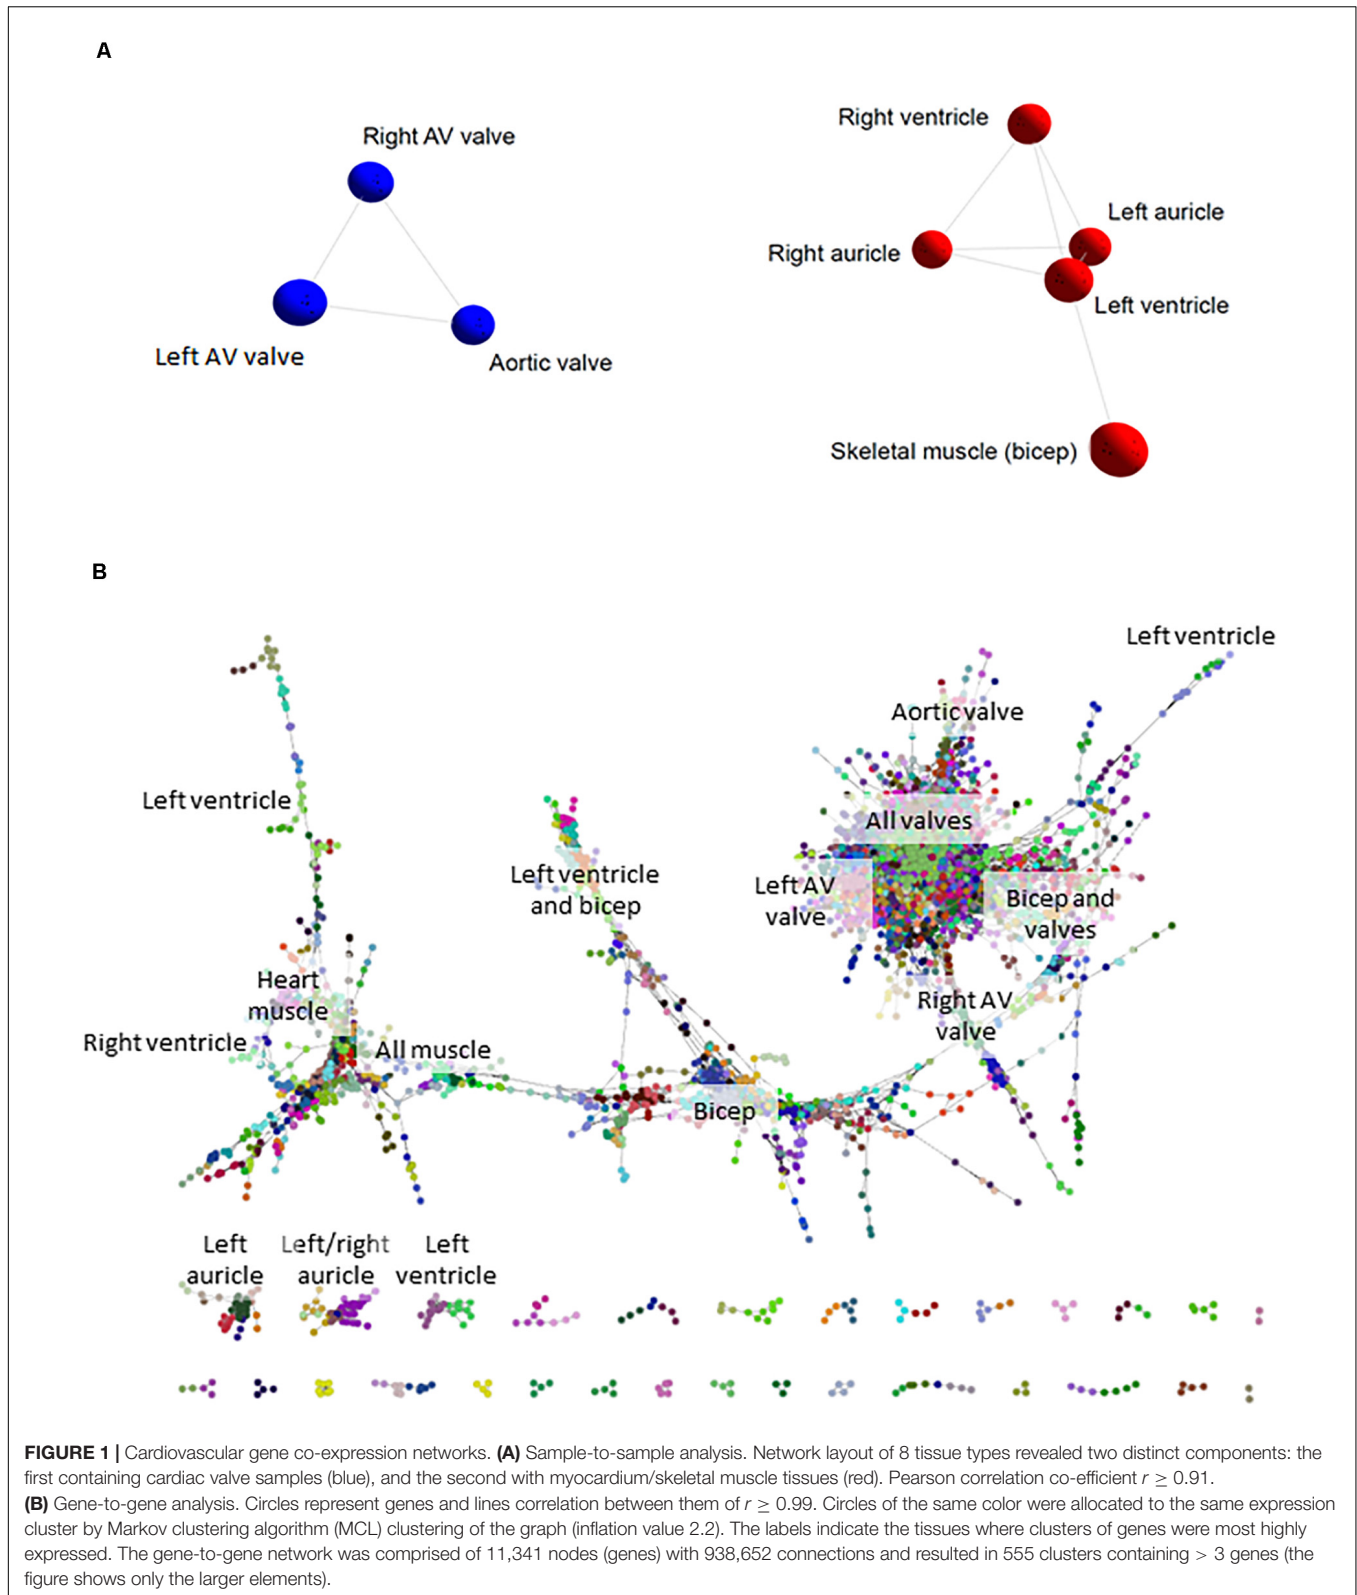 A
Right AV valve
Left AV valve
Aortic valve
Right ventricle
Left auricle
Right auricle
Left ventricle
Skeletal muscle (bicep)
B
Left ventricle
Aortic valve
Left ventricle
All valves
Left ventricle
and bicep
Left AV
valve
Bicep and
valves
Heart
muscle
Right AV
valve
Right ventricle
All muscle
Bicep
Left
auricle
Left/right
auricle
Left
ventricle
FIGURE 1 | Cardiovascular gene co-expression networks. (A) Sample-to-sample analysis. Network layout of 8 tissue types revealed two distinct components: the
first containing cardiac valve samples (blue), and the second with myocardium/skeletal muscle tissues (red). Pearson correlation co-efficient r ≥ 0.91.
(B) Gene-to-gene analysis. Circles represent genes and lines correlation between them of r ≥ 0.99. Circles of the same color were allocated to the same expression
cluster by Markov clustering algorithm (MCL) clustering of the graph (inflation value 2.2). The labels indicate the tissues where clusters of genes were most highly
expressed. The gene-to-gene network was comprised of 11,341 nodes (genes) with 938,652 connections and resulted in 555 clusters containing > 3 genes (the
figure shows only the larger elements).